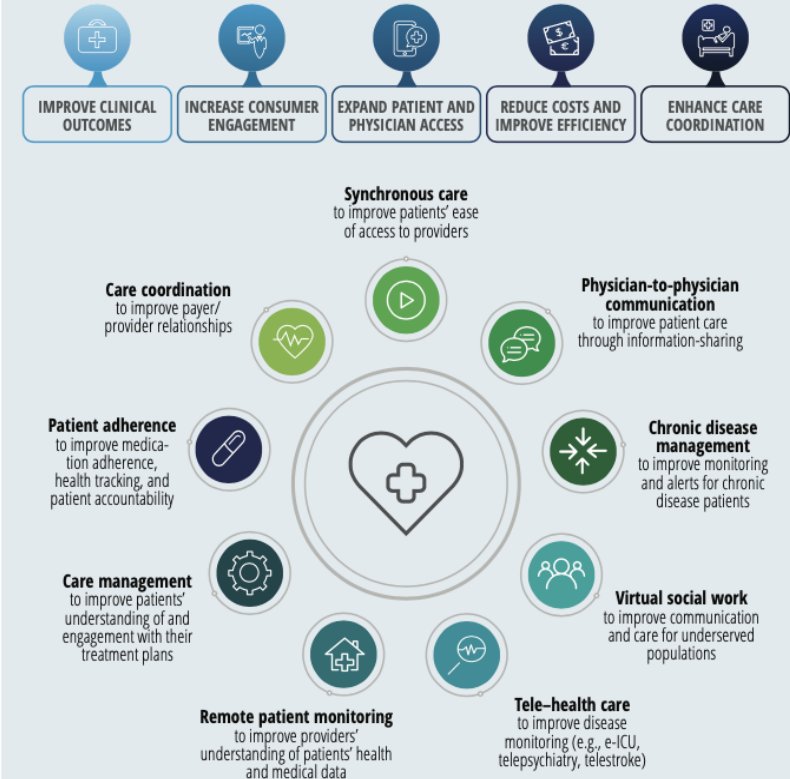 IMPROVE CLINICAL
OUTCOMES
INCREASE CONSUMER
ENGAGEMENT
EXPAND PATIENT AND
PHYSICIAN ACCESS
$
€
REDUCE COSTS AND
IMPROVE EFFICIENCY
ENHANCE CARE
COORDINATION
Synchronous care
to improve patients’ ease
of access to providers
Physician-to-physician
communication
to improve patient care
through information-sharing
Chronic disease
management
to improve monitoring
and alerts for chronic
disease patients
Virtual social work
to improve communication
and care for underserved
populations
Tele–health care
to improve disease
monitoring (e.g., e-ICU,
telepsychiatry, telestroke)
Remote patient monitoring
to improve providers’
understanding of patients’ health
and medical data
Care management
to improve patients’
understanding of and
engagement with their
treatment plans
Patient adherence
to improve medica-
tion adherence,
health tracking, and
patient accountability
Care coordination
to improve payer/
provider relationships